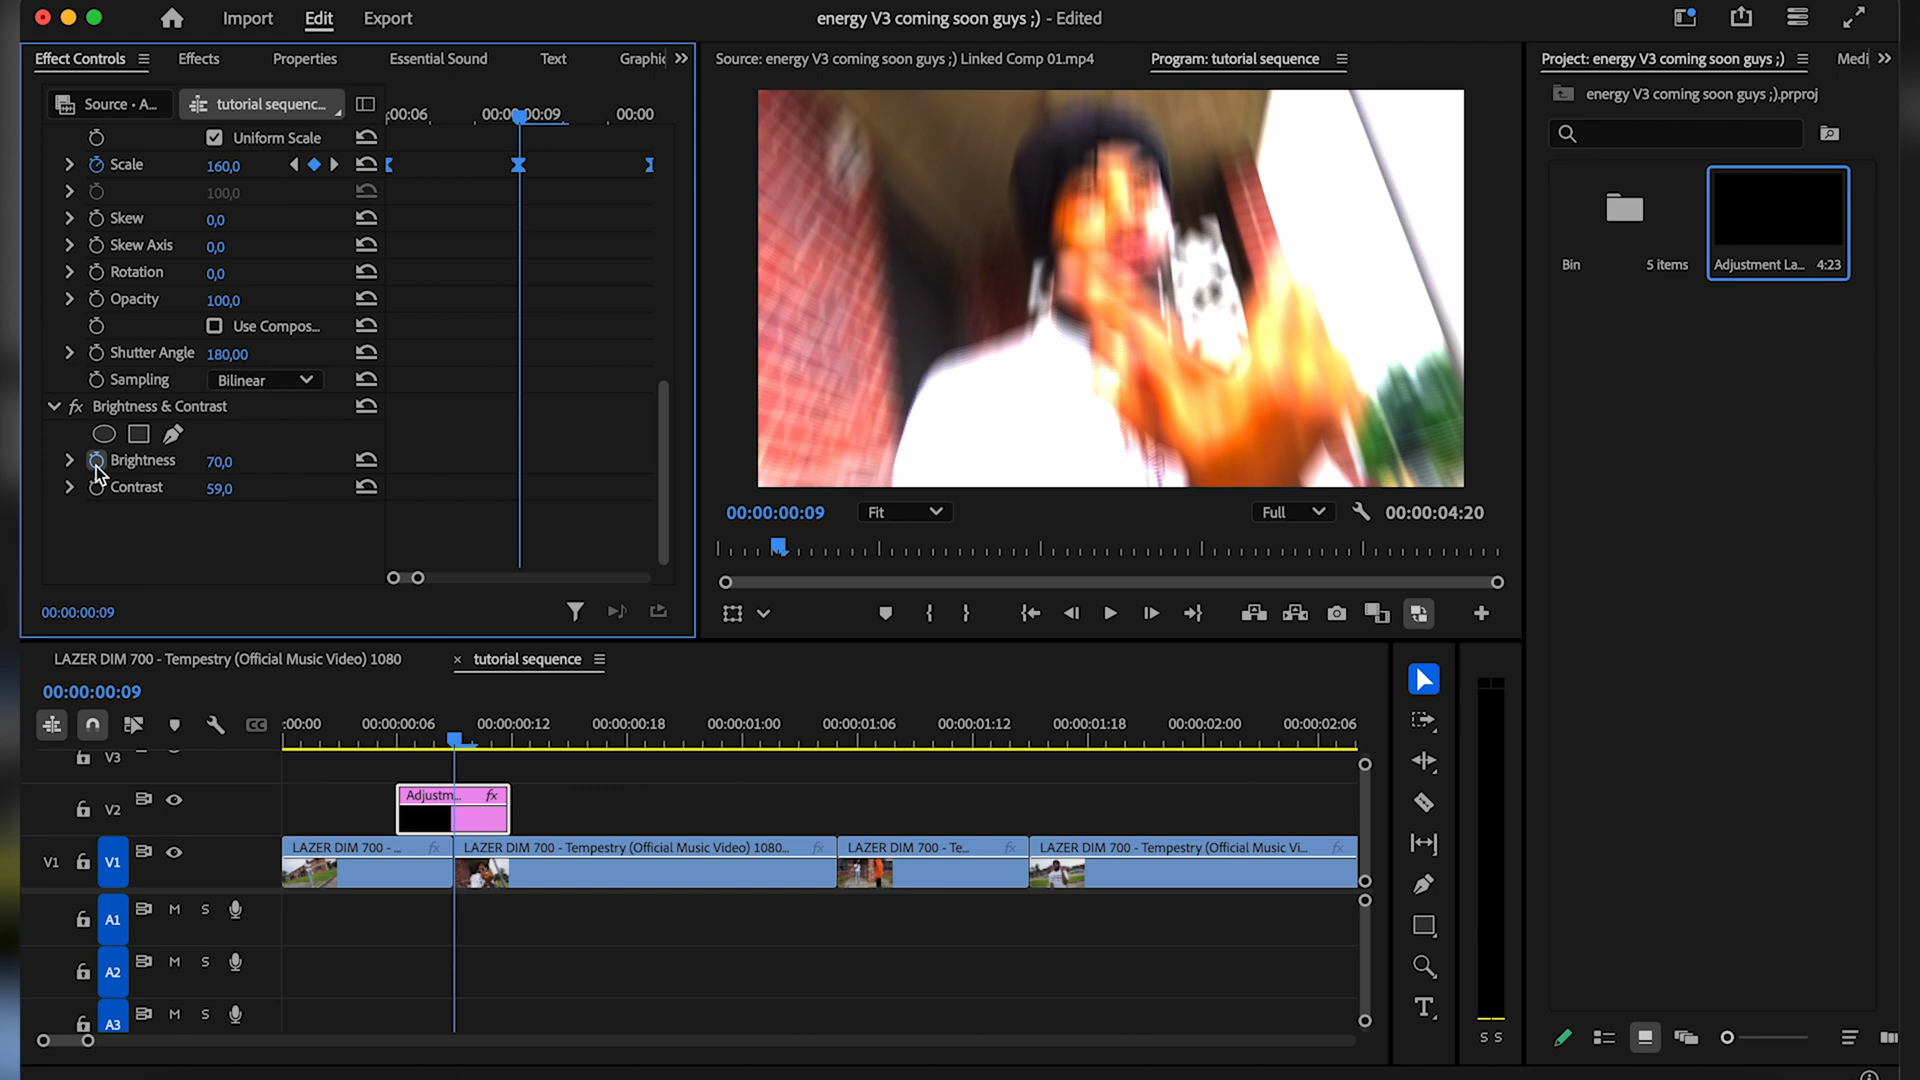 Import Edit Export
energy V3 coming soon guys ;) - Edited
Effect Controls Effects Properties Essential Sound Text Graphic
Source • A... tutorial sequenc...
:00:06 00:00:00:09 00:00
Uniform Scale
Scale 160,0
100,0
Skew 0,0
Skew Axis 0,0
Rotation 0,0
Opacity 100,0
Use Compos...
Shutter Angle 180,00
Sampling Bilinear
fx Brightness & Contrast
Brightness 70,0
Contrast 59,0
00:00:00:09
Source: energy V3 coming soon guys ;) Linked Comp 01.mp4 Program: tutorial sequence
00:00:00:09 Fit Full 00:00:04:20
Project: energy V3 coming soon guys ;) Medi
energy V3 coming soon guys ;).prproj
Bin 5 items Adjustment La... 4:23
LAZER DIM 700 - Tempestry (Official Music Video) 1080 × tutorial sequence
00:00:00:09
CC
:00:00 00:00:00:06 00:00:00:12 00:00:00:18 00:00:01:00 00:00:01:06 00:00:01:12 00:00:01:18 00:00:02:00 00:00:02:06
V3
V2 Adjustm... fx
V1 V1 LAZER DIM 700 - ... fx LAZER DIM 700 - Tempestry (Official Music Video) 1080... fx LAZER DIM 700 - Te... fx LAZER DIM 700 - Tempestry (Official Music Vi... fx
A1 M S
A2 M S
A3 M S
S S